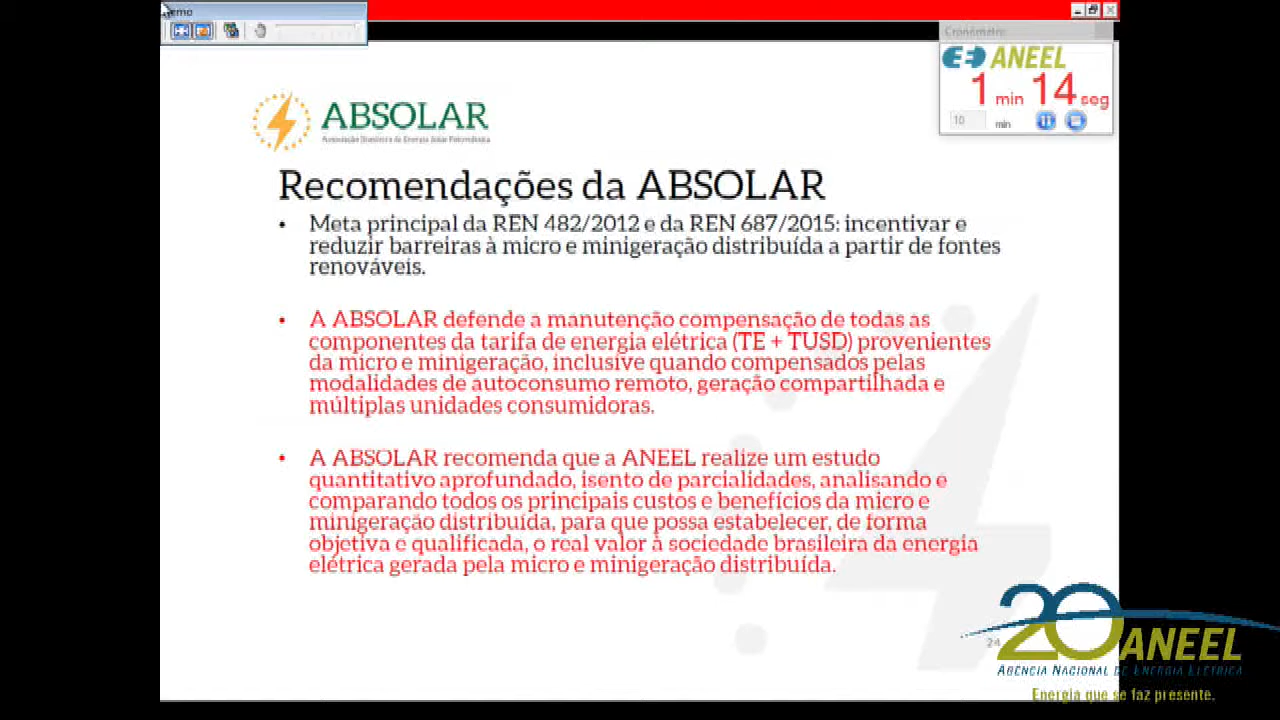 Cronômetro
ANEEL
1 min 14 seg
10 min
ABSOLAR
Associação Brasileira de Energia Solar Fotovoltaica
Recomendações da ABSOLAR
• Meta principal da REN 482/2012 e da REN 687/2015: incentivar e
reduzir barreiras à micro e minigeração distribuída a partir de fontes
renováveis.
• A ABSOLAR defende a manutenção compensação de todas as
componentes da tarifa de energia elétrica (TE + TUSD) provenientes
da micro e minigeração, inclusive quando compensados pelas
modalidades de autoconsumo remoto, geração compartilhada e
múltiplas unidades consumidoras.
• A ABSOLAR recomenda que a ANEEL realize um estudo
quantitativo aprofundado, isento de parcialidades, analisando e
comparando todos os principais custos e benefícios da micro e
minigeração distribuída, para que possa estabelecer, de forma
objetiva e qualificada, o real valor à sociedade brasileira da energia
elétrica gerada pela micro e minigeração distribuída.
24
20 ANEEL
AGENCIA NACIONAL DE ENERGIA ELÉTRICA
Energia que se faz presente.